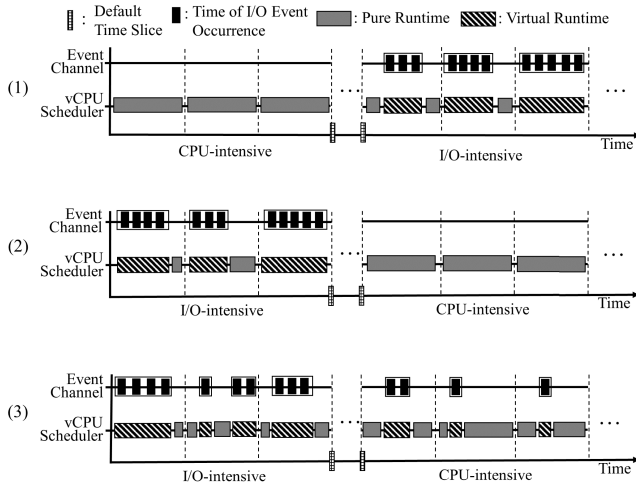 : Default
Time Slice
: Time of I/O Event
Occurrence
: Pure Runtime
: Virtual Runtime
(1)
Event
Channel
vCPU
Scheduler
...
...
CPU-intensive
I/O-intensive
Time
(2)
Event
Channel
vCPU
Scheduler
...
...
I/O-intensive
CPU-intensive
Time
(3)
Event
Channel
vCPU
Scheduler
...
...
I/O-intensive
CPU-intensive
Time